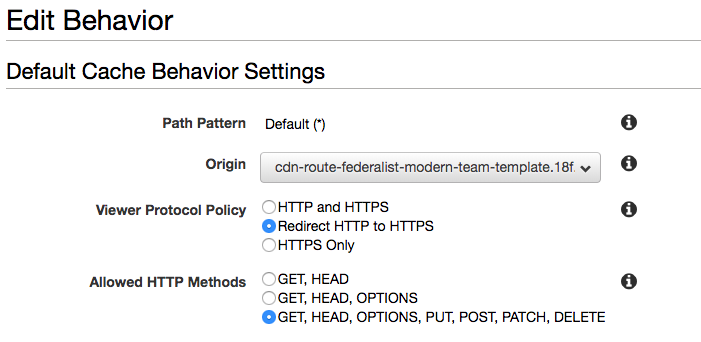 Edit Behavior
Default Cache Behavior Settings
Path Pattern Default (*)
Origin cdn-route-federalist-modern-team-template.18f.
Viewer Protocol Policy HTTP and HTTPS
Redirect HTTP to HTTPS
HTTPS Only
Allowed HTTP Methods GET, HEAD
GET, HEAD, OPTIONS
GET, HEAD, OPTIONS, PUT, POST, PATCH, DELETE